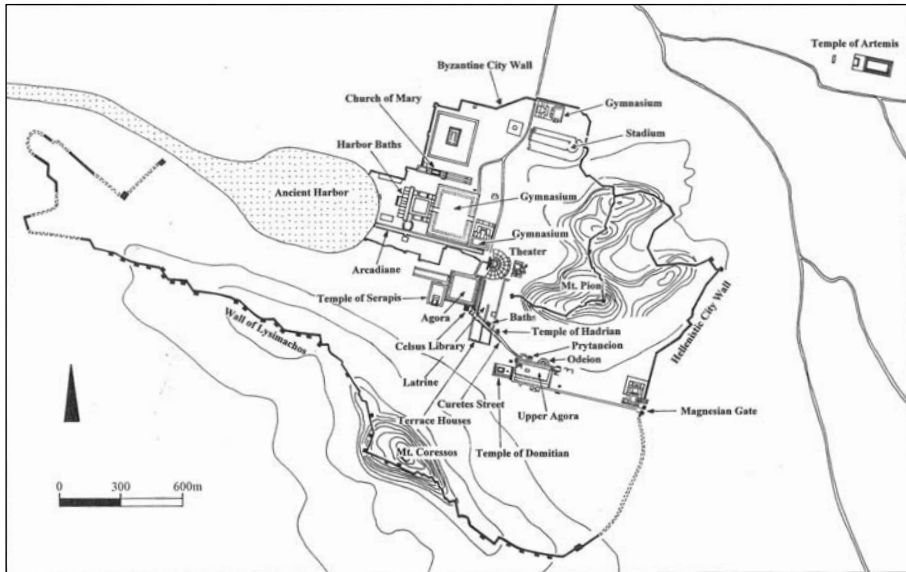 Temple of Artemis
Byzantine City Wall
Church of Mary
Gymnasium
Stadium
Harbor Baths
Ancient Harbor
Gymnasium
Gymnasium
Arcadiane
Theater
Temple of Serapis
Agora
Mt. Pion
Baths
Hellenistic City Wall
Wall of Lysimachos
Celsus Library
Temple of Hadrian
Prytaneion
Odeion
Latrine
Curetes Street
Upper Agora
Magnesian Gate
Terrace Houses
Mt. Coressos
Temple of Domitian
0 300 600m